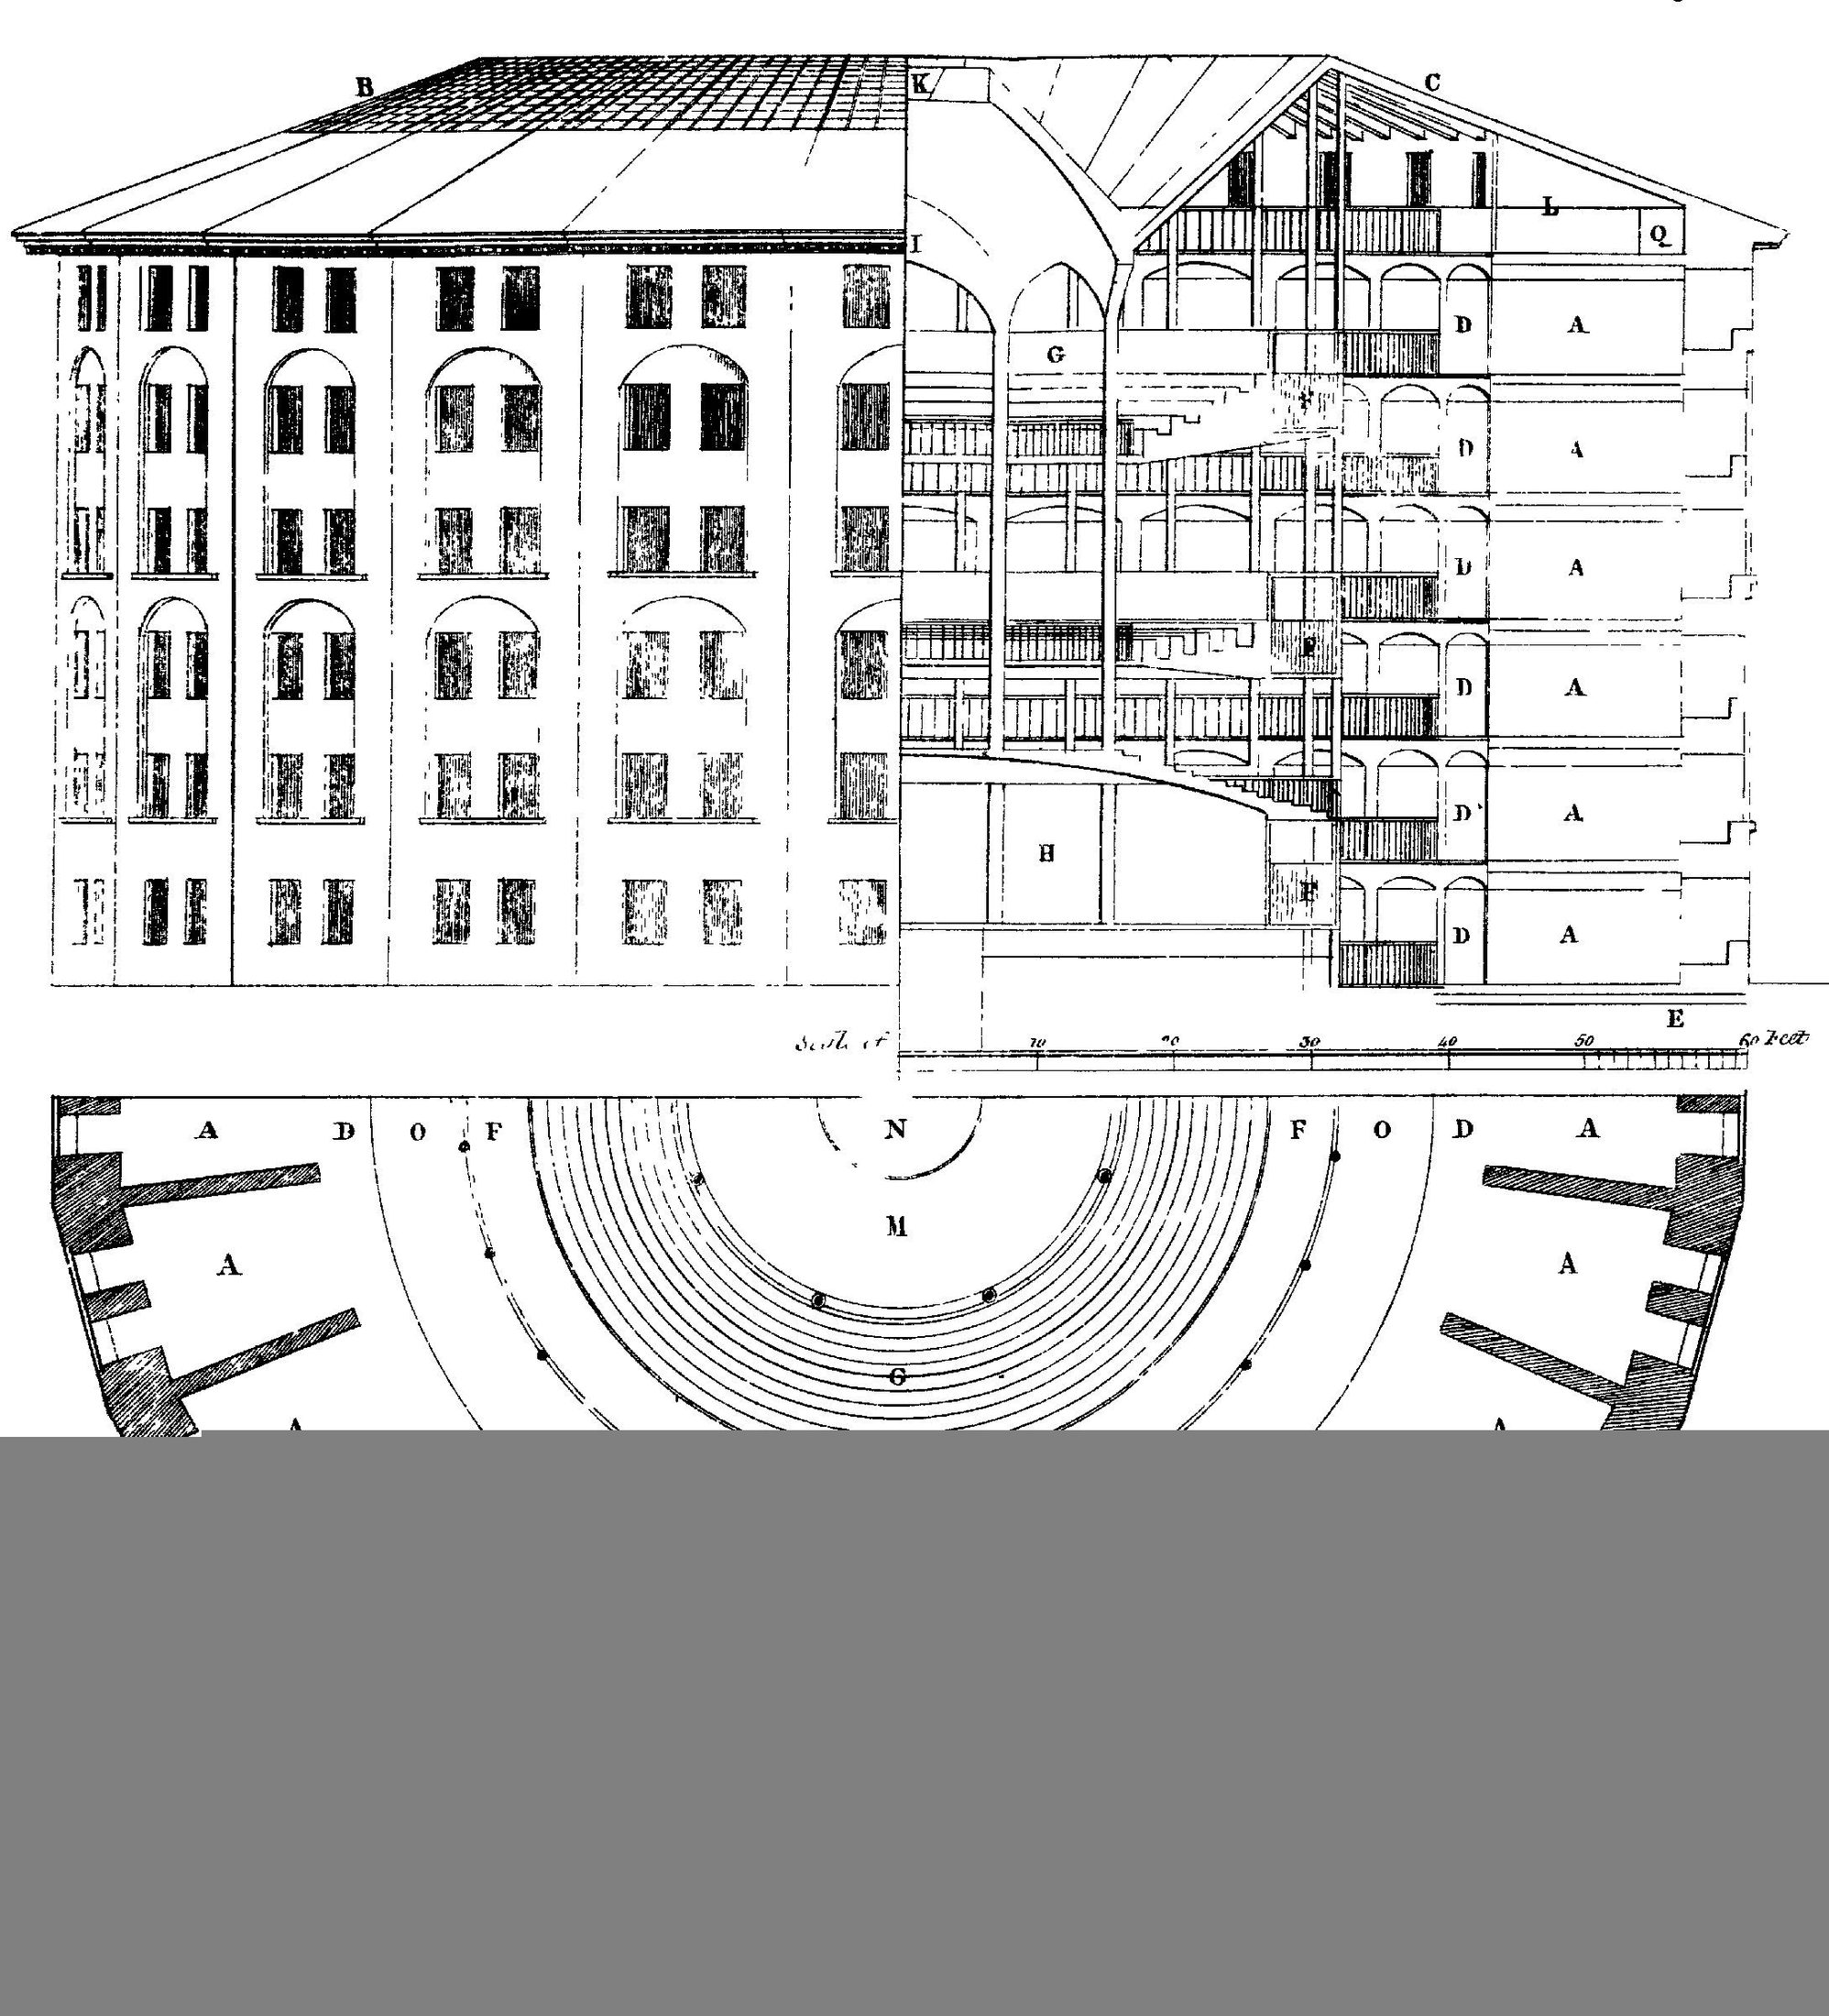 B K C
L
I Q
D A
G
F
D A
D A
F
D A
D A
H
F
D A
E
Scale of 10 20 30 40 50 60 Feet
A D O F N F O D A
M
A A
G
A A